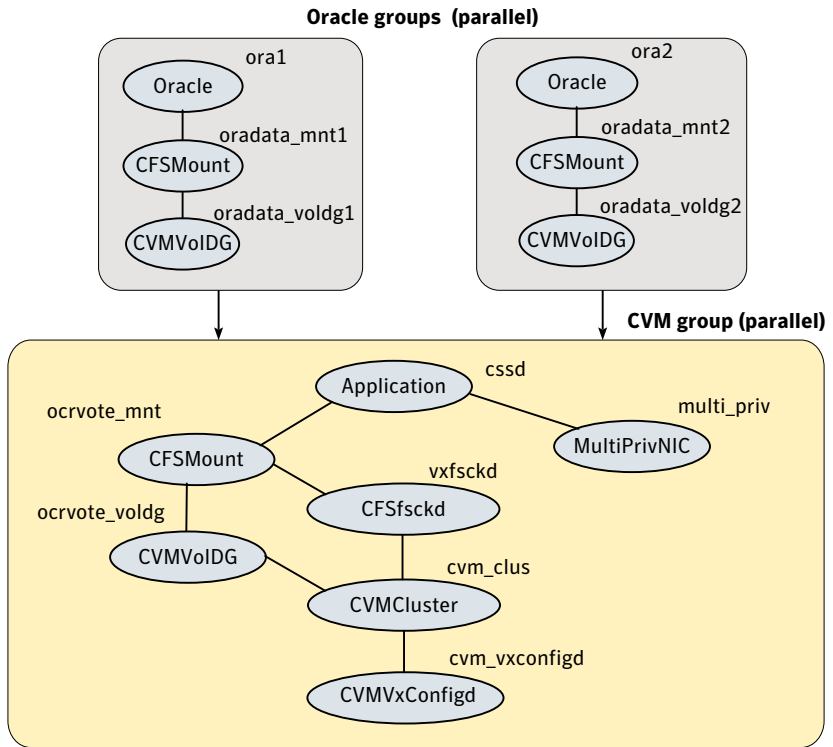 Oracle groups (parallel)
ora1
Oracle
oradata_mnt1
CFSMount
oradata_voldg1
CVMVolDG
ora2
Oracle
oradata_mnt2
CFSMount
oradata_voldg2
CVMVolDG
CVM group (parallel)
cssd
Application
ocrvote_mnt
multi_priv
MultiPrivNIC
CFSMount
vxfsckd
ocrvote_voldg
CFSfsckd
CVMVolDG
cvm_clus
CVMCluster
cvm_vxconfigd
CVMVxConfigd